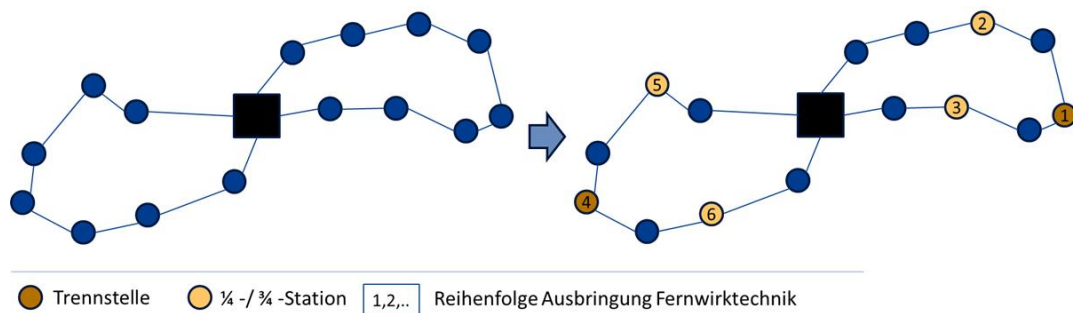 2
5
3
1
4
6
Trennstelle
¼ -/ ¾ -Station
1,2,..
Reihenfolge Ausbringung Fernwirktechnik